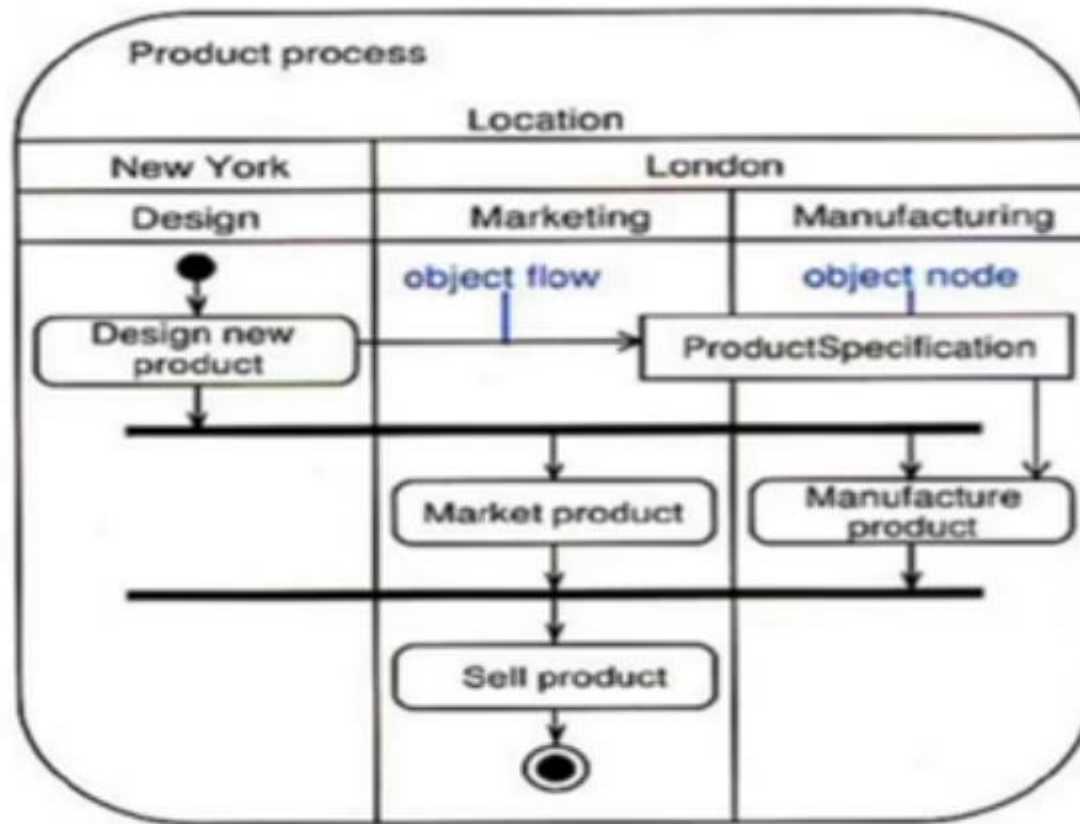 Product process
Location
New York
London
Design
Marketing
Manufacturing
object flow
object node
Design new
product
ProductSpecification
Market product
Manufacture
product
Sell product